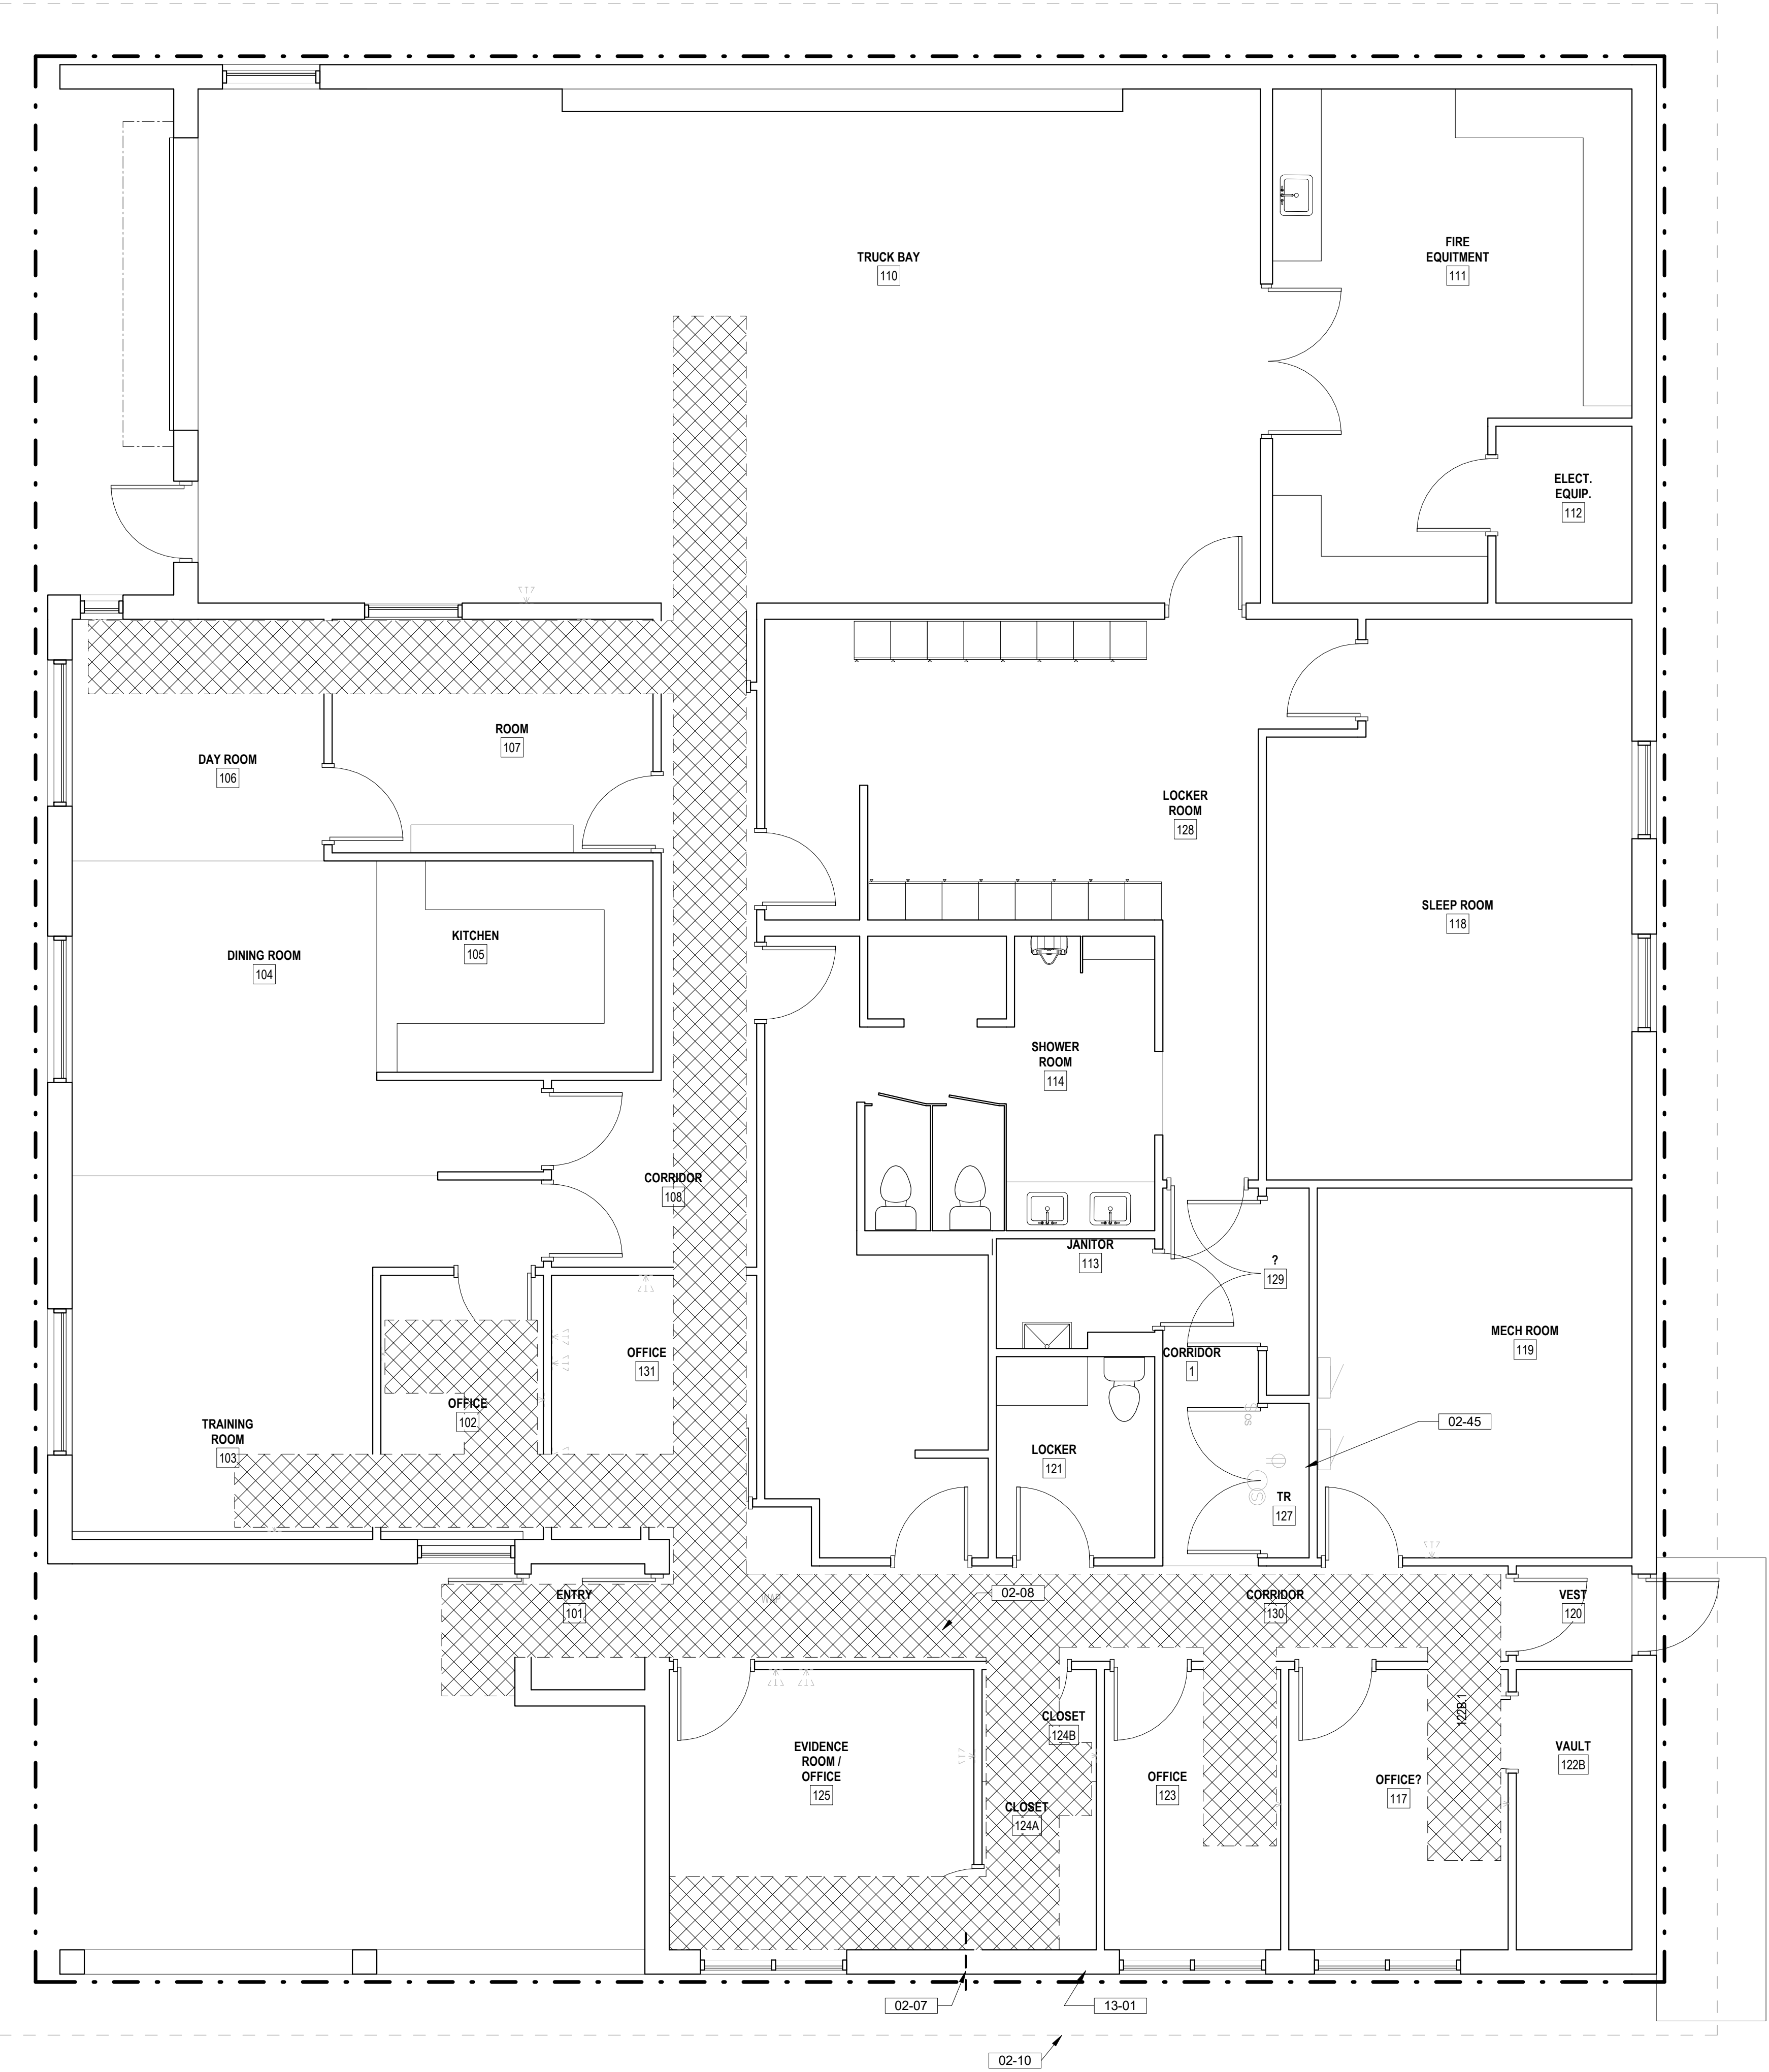 TRUCK BAY
110
FIRE
EQUITMENT
111
ELECT.
EQUIP.
112
ROOM
107
DAY ROOM
106
LOCKER
ROOM
128
SLEEP ROOM
118
KITCHEN
105
DINING ROOM
104
SHOWER
ROOM
114
CORRIDOR
108
JANITOR
113
?
129
MECH ROOM
119
OFFICE
131
CORRIDOR
1
OFFICE
102
TRAINING
ROOM
103
02-45
OS
LOCKER
121
TR
127
S
ENTRY
101
WAP
02-08
CORRIDOR
130
VEST
120
122B.1
CLOSET
124B
EVIDENCE
ROOM /
OFFICE
125
VAULT
122B
OFFICE
123
OFFICE?
117
CLOSET
124A
02-07
13-01
02-10